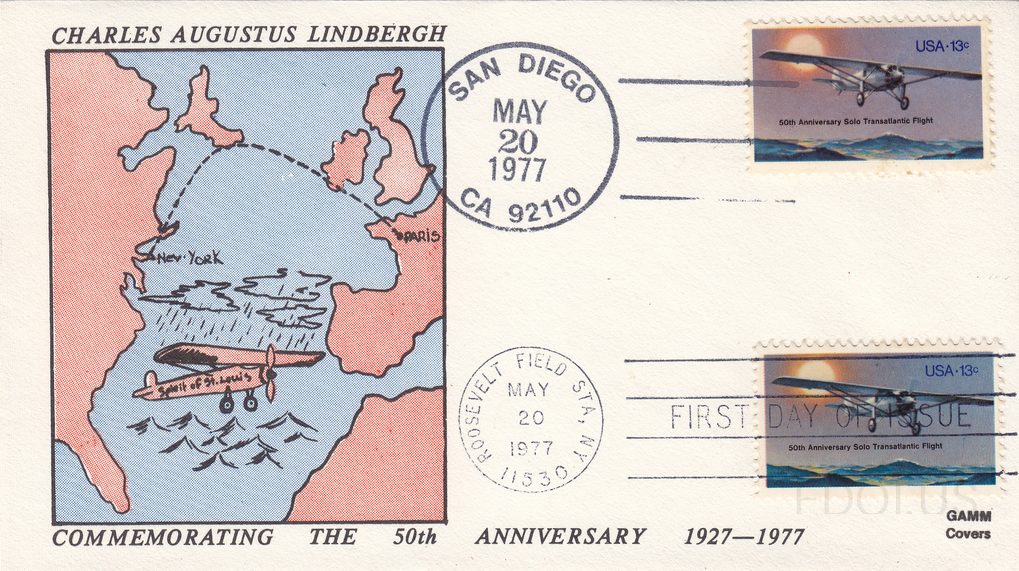 CHARLES AUGUSTUS LINDBERGH
SAN DIEGO
MAY
20
1977
CA 92110
USA·13c
50th Anniversary Solo Transatlantic Flight
PARIS
NEW·YORK
Spirit of St. Louis
ROOSEVELT FIELD STA, NY
MAY
20
1977
11530
FIRST DAY OF ISSUE
USA·13c
50th Anniversary Solo Transatlantic Flight
FDOI.US
GAMM
Covers
COMMEMORATING THE 50th ANNIVERSARY 1927—1977